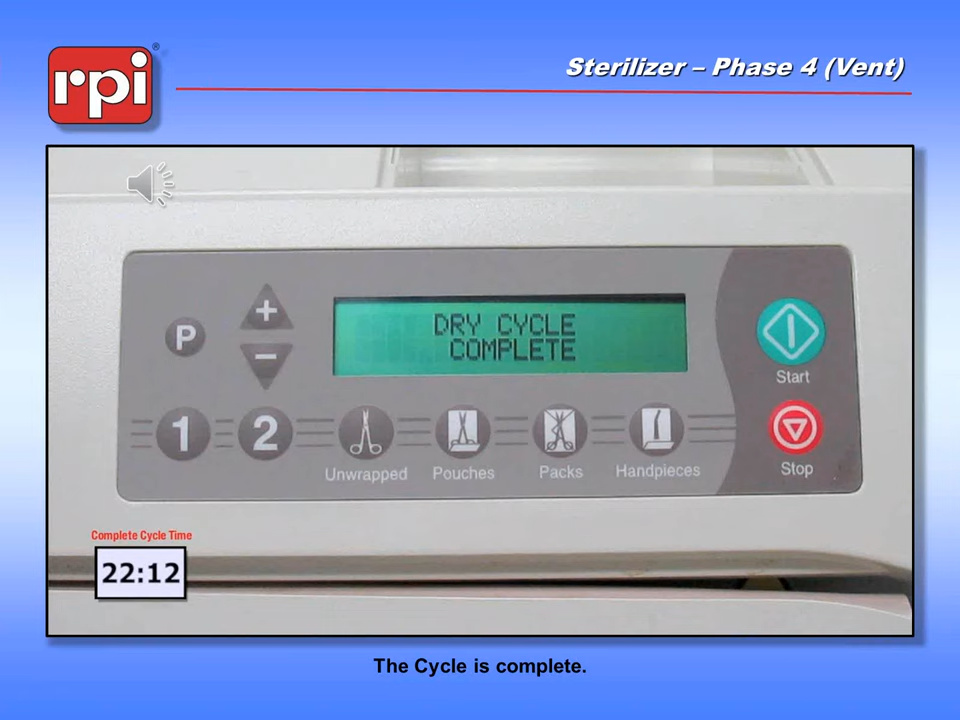 rpi®
Sterilizer – Phase 4 (Vent)
DRY CYCLE
COMPLETE
P
+
−
Start
1
2
Unwrapped
Pouches
Packs
Handpieces
Stop
Complete Cycle Time
22:12
The Cycle is complete.